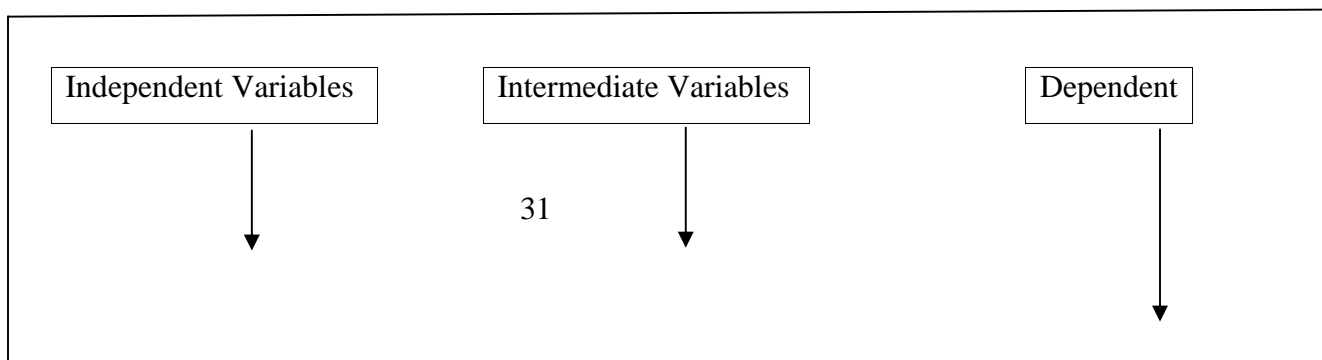 Independent Variables
Intermediate Variables
Dependent
31